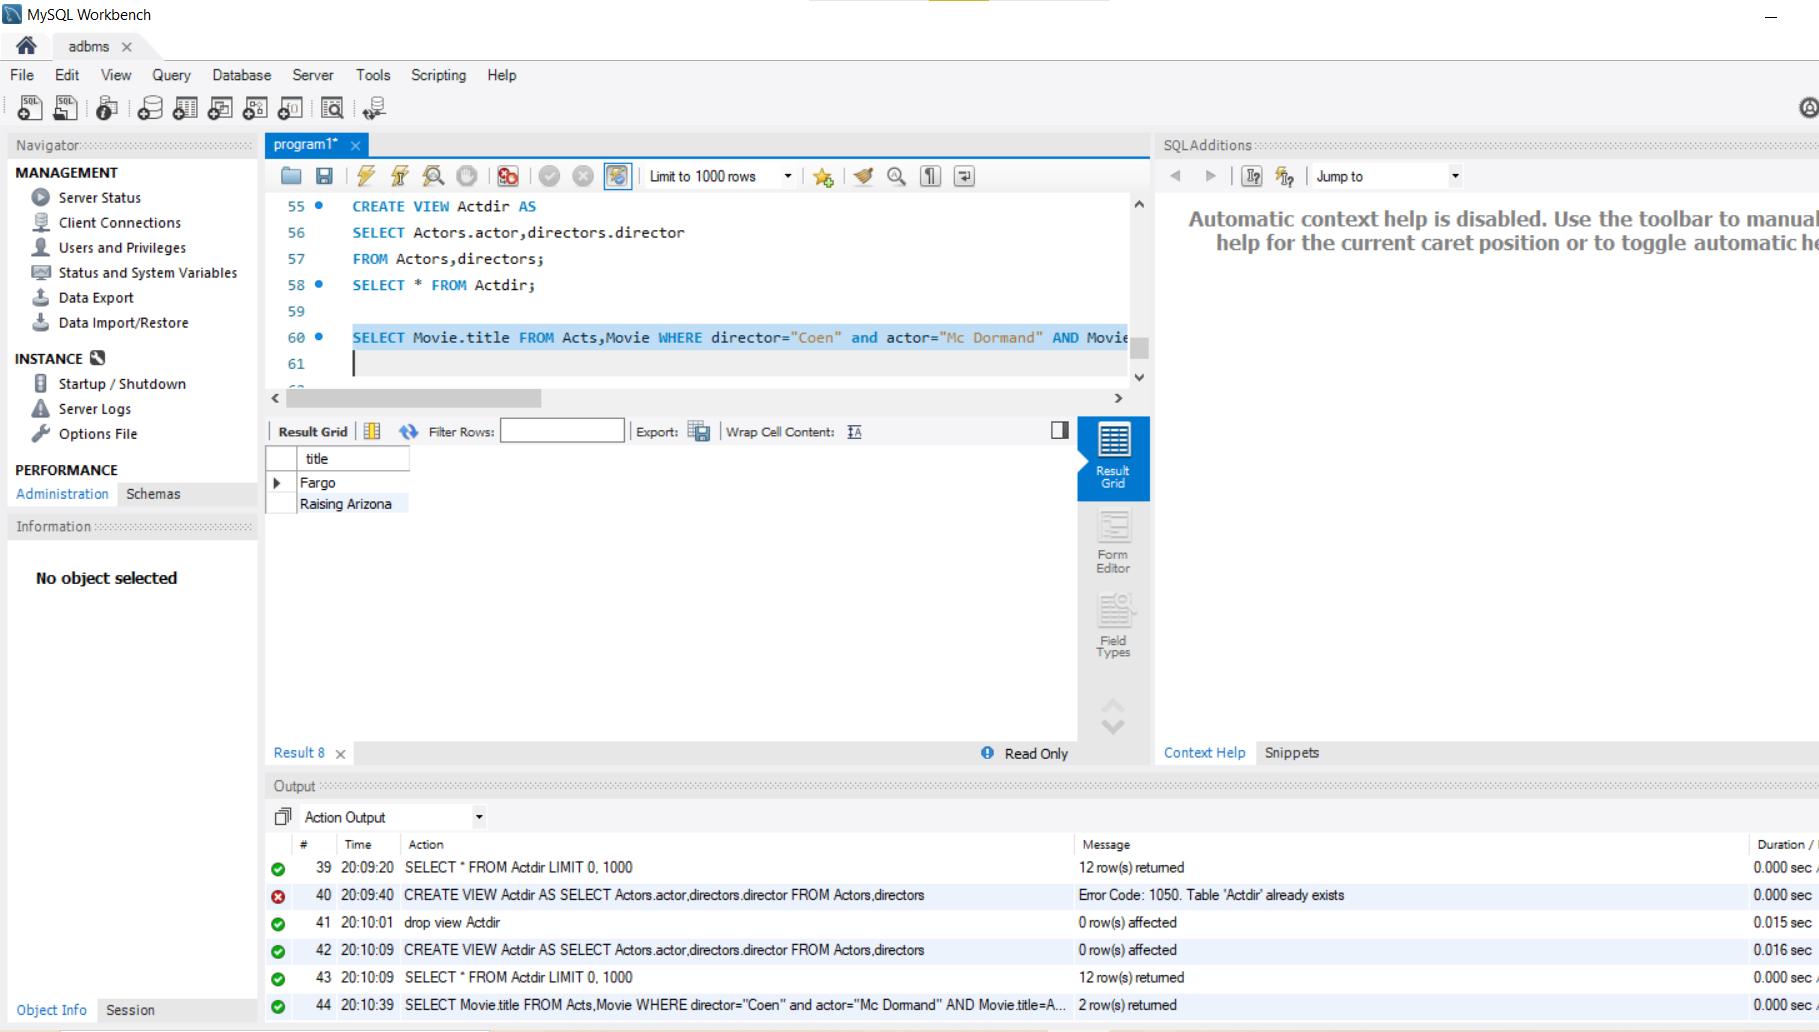 MySQL Workbench
adbms
File Edit View Query Database Server Tools Scripting Help
Navigator
MANAGEMENT
Server Status
Client Connections
Users and Privileges
Status and System Variables
Data Export
Data Import/Restore
INSTANCE
Startup / Shutdown
Server Logs
Options File
PERFORMANCE
Administration Schemas
Information
No object selected
Object Info Session
program1*
Limit to 1000 rows
55 CREATE VIEW Actdir AS
56 SELECT Actors.actor,directors.director
57 FROM Actors,directors;
58 SELECT * FROM Actdir;
59
60 SELECT Movie.title FROM Acts,Movie WHERE director="Coen" and actor="Mc Dormand" AND Movie
61
Result Grid Filter Rows: Export: Wrap Cell Content:
title
Fargo
Raising Arizona
Result
Grid
Form
Editor
Field
Types
Result 8 Read Only
SQLAdditions
Jump to
Automatic context help is disabled. Use the toolbar to manual
help for the current caret position or to toggle automatic he
Context Help Snippets
Output
Action Output
# Time Action Message Duration /
39 20:09:20 SELECT * FROM Actdir LIMIT 0, 1000 12 row(s) returned 0.000 sec
40 20:09:40 CREATE VIEW Actdir AS SELECT Actors.actor,directors.director FROM Actors,directors Error Code: 1050. Table 'Actdir' already exists 0.000 sec
41 20:10:01 drop view Actdir 0 row(s) affected 0.015 sec
42 20:10:09 CREATE VIEW Actdir AS SELECT Actors.actor,directors.director FROM Actors,directors 0 row(s) affected 0.016 sec
43 20:10:09 SELECT * FROM Actdir LIMIT 0, 1000 12 row(s) returned 0.000 sec
44 20:10:39 SELECT Movie.title FROM Acts,Movie WHERE director="Coen" and actor="Mc Dormand" AND Movie.title=A... 2 row(s) returned 0.000 sec